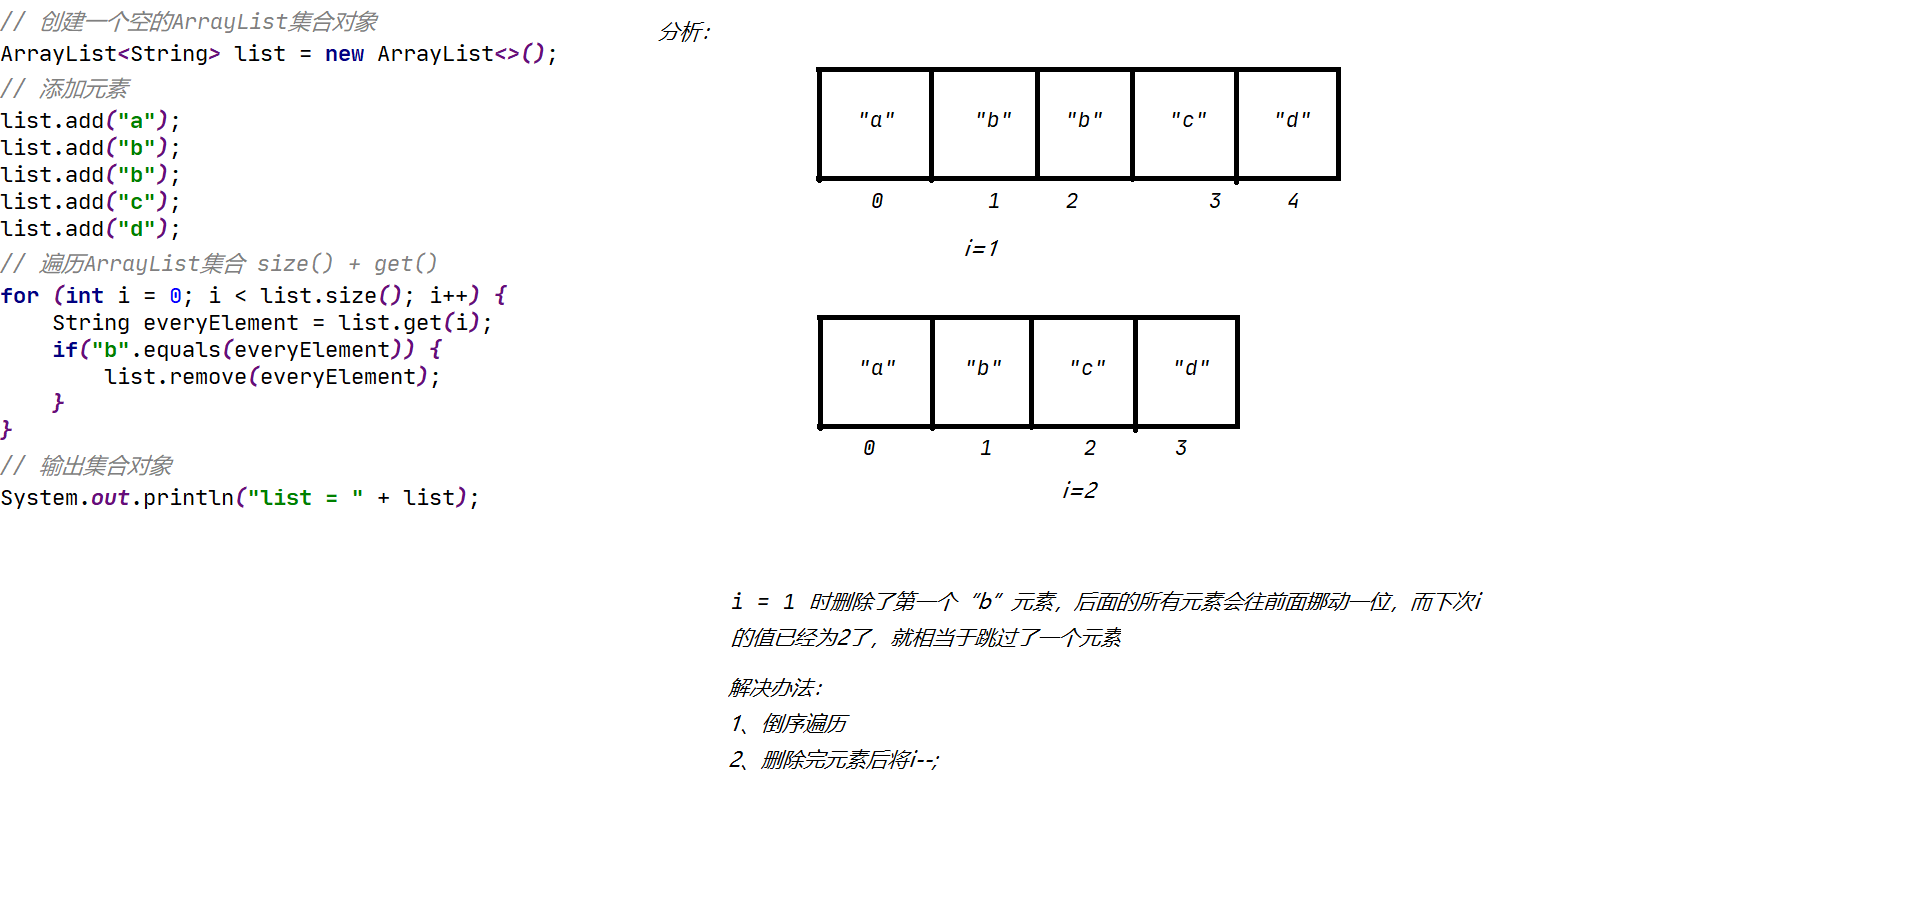 // 创建一个空的ArrayList集合对象
ArrayList<String> list = new ArrayList<>();
// 添加元素
list.add("a");
list.add("b");
list.add("b");
list.add("c");
list.add("d");
// 遍历ArrayList集合 size() + get()
for (int i = 0; i < list.size(); i++) {
    String everyElement = list.get(i);
    if("b".equals(everyElement)) {
        list.remove(everyElement);
    }
}
// 输出集合对象
System.out.println("list = " + list);
分析：
"a" "b" "b" "c" "d"
0 1 2 3 4
i=1
"a" "b" "c" "d"
0 1 2 3
i=2
i = 1 时删除了第一个“b”元素，后面的所有元素会往前面挪动一位，而下次i
的值已经为2了，就相当于跳过了一个元素
解决办法：
1、倒序遍历
2、删除完元素后将i--;